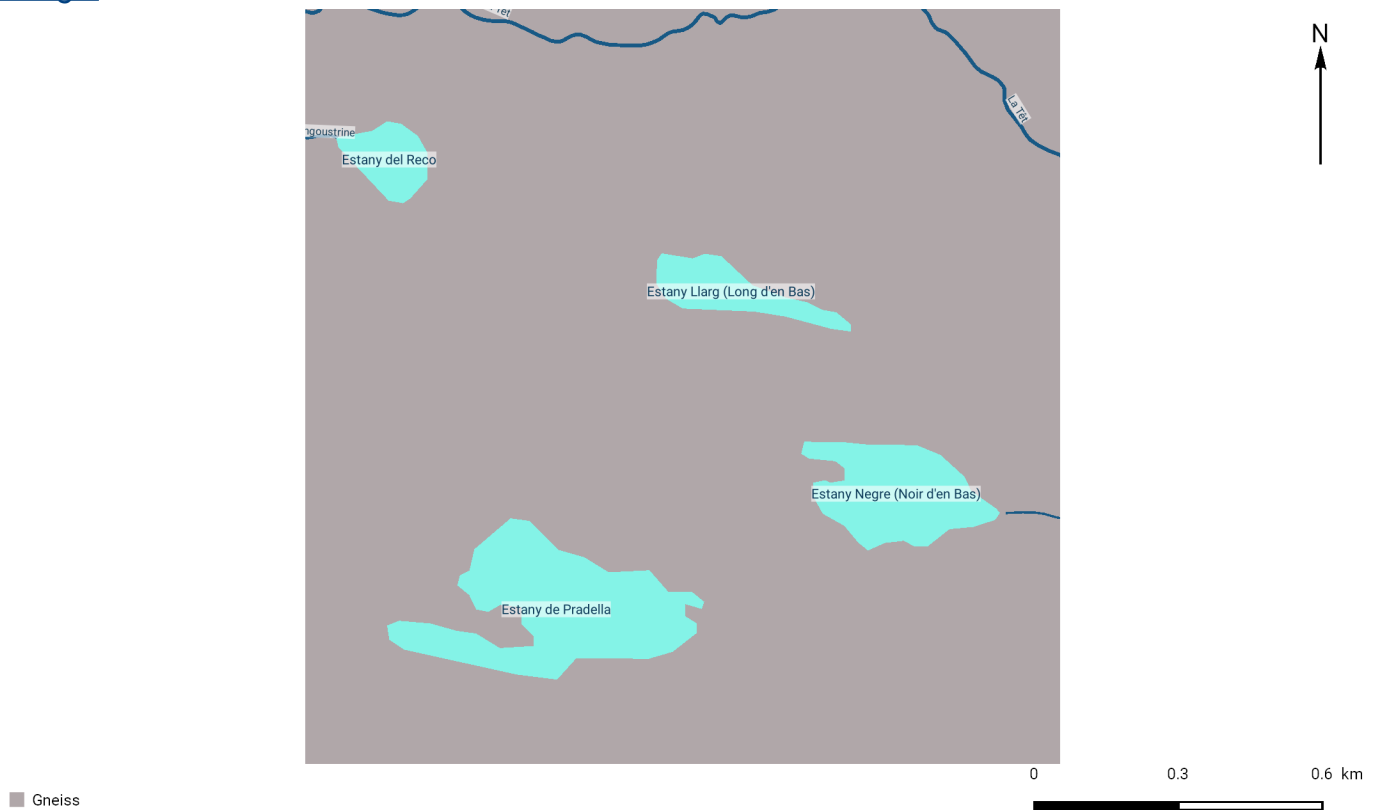 N
La Têt
ngoustrine
Estany del Reco
Estany Llarg (Long d'en Bas)
Estany Negre (Noir d'en Bas)
Estany de Pradella
0 0.3 0.6 km
Gneiss